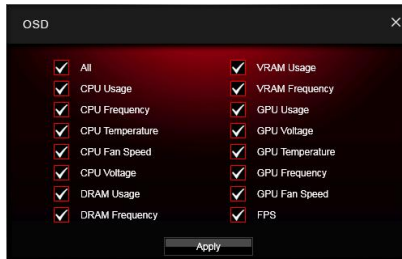 OSD
All
CPU Usage
CPU Frequency
CPU Temperature
CPU Fan Speed
CPU Voltage
DRAM Usage
DRAM Frequency
VRAM Usage
VRAM Frequency
GPU Usage
GPU Voltage
GPU Temperature
GPU Frequency
GPU Fan Speed
FPS
Apply